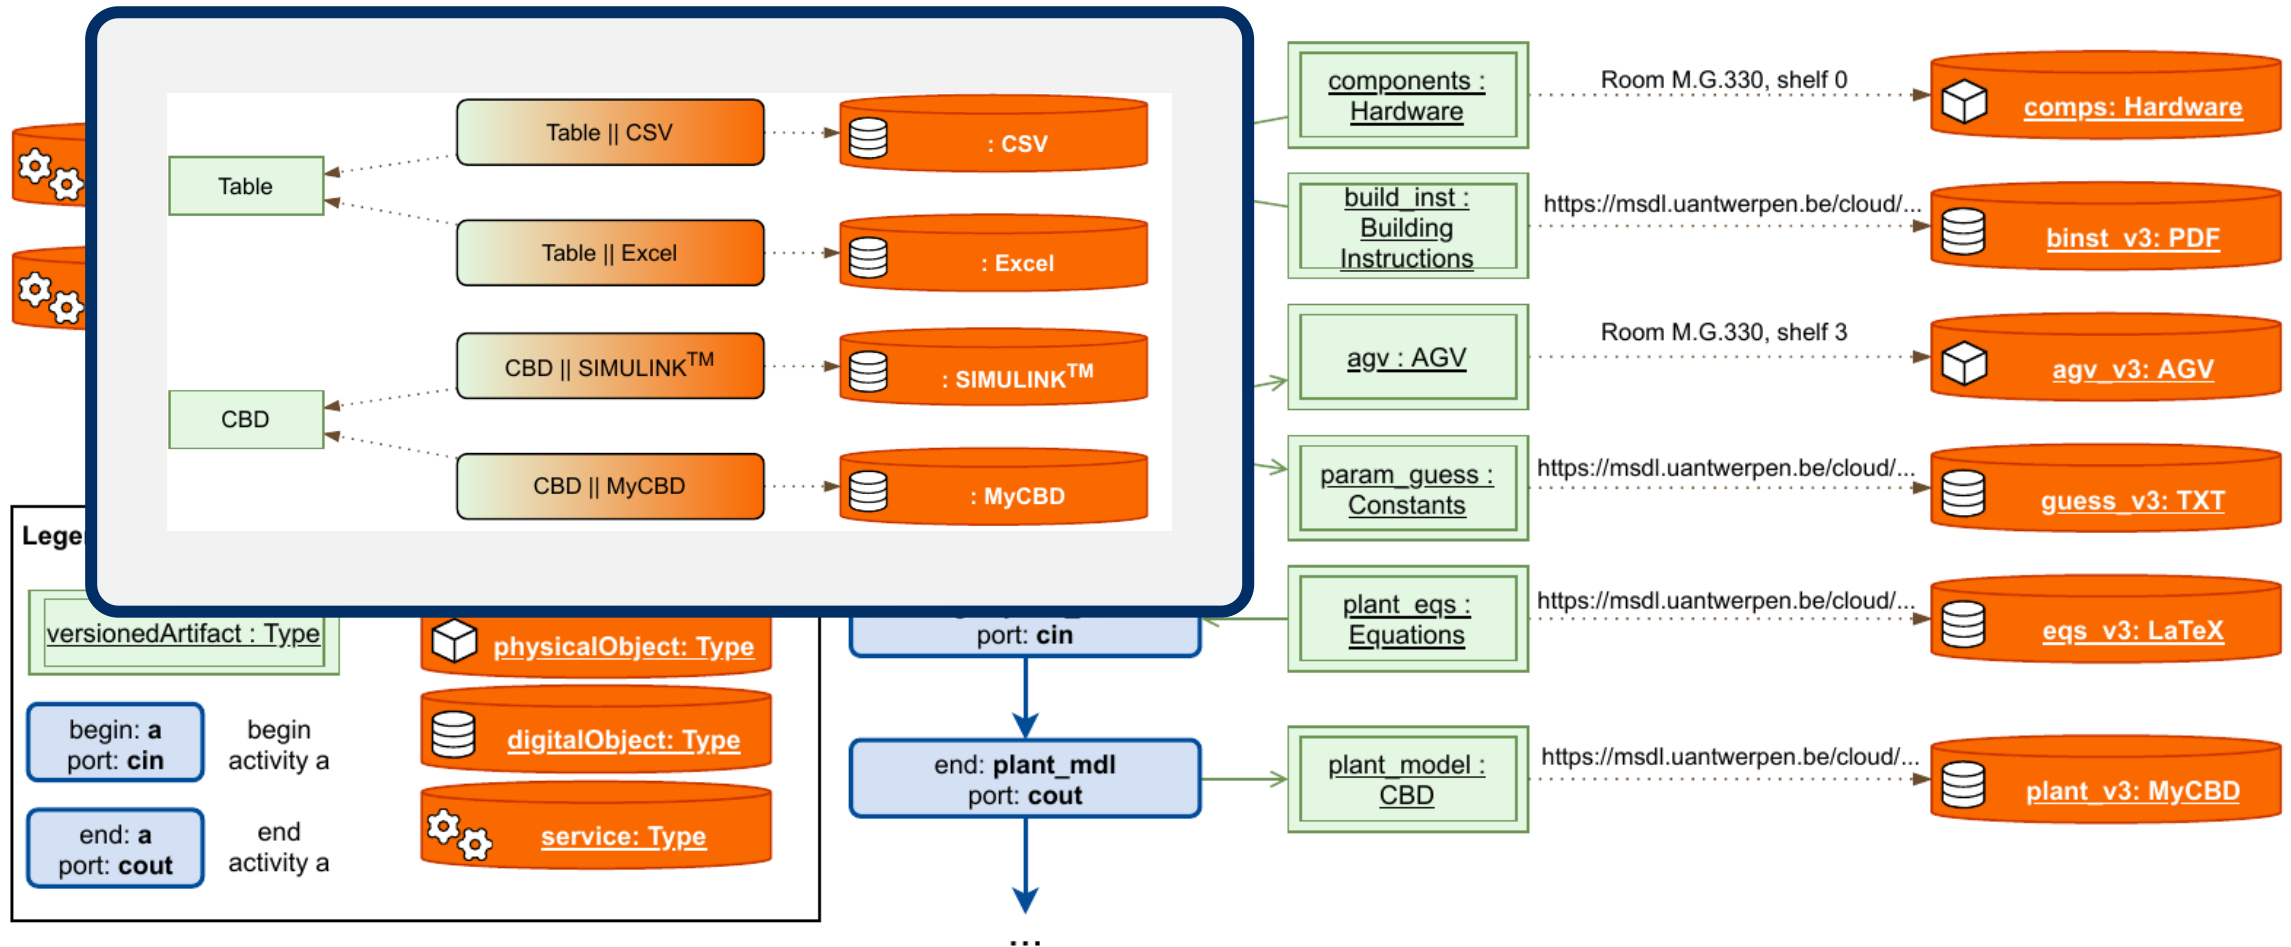 Table
CBD
Table || CSV
: CSV
Table || Excel
: Excel
CBD || SIMULINK™
: SIMULINK™
CBD || MyCBD
: MyCBD
components :
Hardware
Room M.G.330, shelf 0
comps: Hardware
build_inst :
Building
Instructions
https://msdl.uantwerpen.be/cloud/...
binst_v3: PDF
agv : AGV
Room M.G.330, shelf 3
agv_v3: AGV
param_guess :
Constants
https://msdl.uantwerpen.be/cloud/...
guess_v3: TXT
plant_eqs :
Equations
https://msdl.uantwerpen.be/cloud/...
eqs_v3: LaTeX
plant_model :
CBD
https://msdl.uantwerpen.be/cloud/...
plant_v3: MyCBD
port: cin
end: plant_mdl
port: cout
...
versionedArtifact : Type
begin: a
port: cin
begin
activity a
end: a
port: cout
end
activity a
physicalObject: Type
digitalObject: Type
service: Type